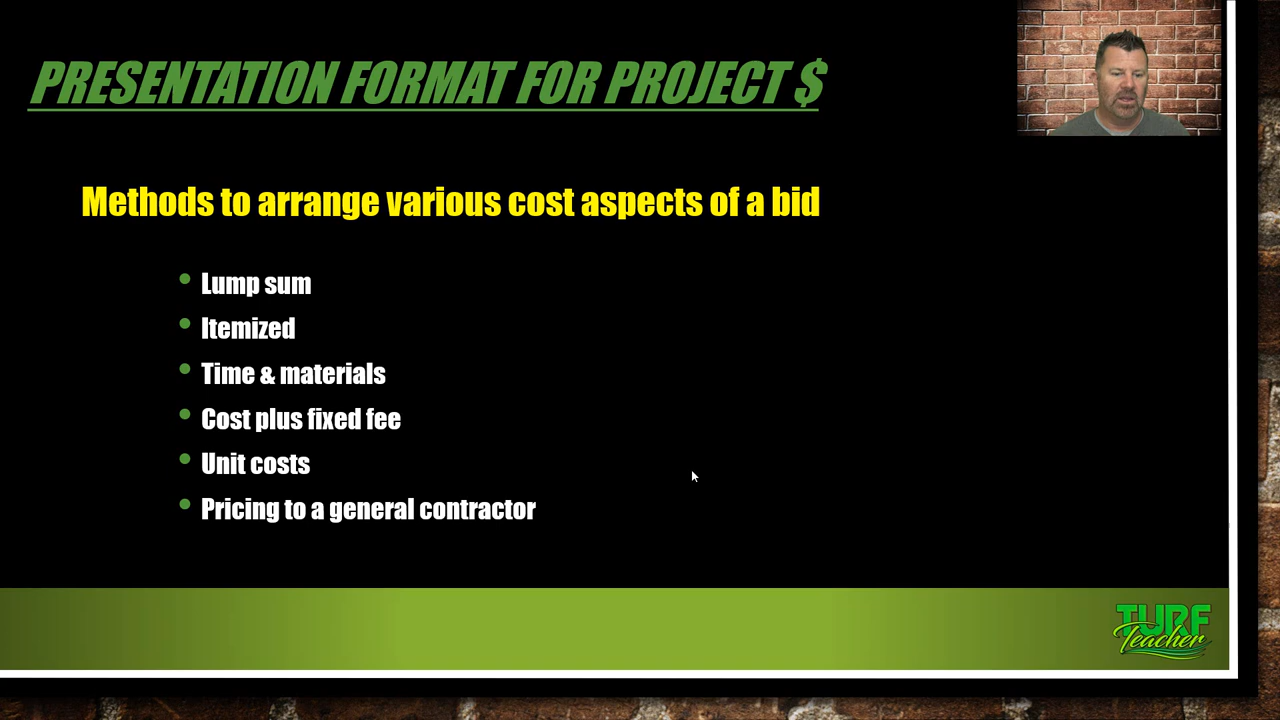 PRESENTATION FORMAT FOR PROJECT $
Methods to arrange various cost aspects of a bid
Lump sum
Itemized
Time & materials
Cost plus fixed fee
Unit costs
Pricing to a general contractor
TURF
Teacher